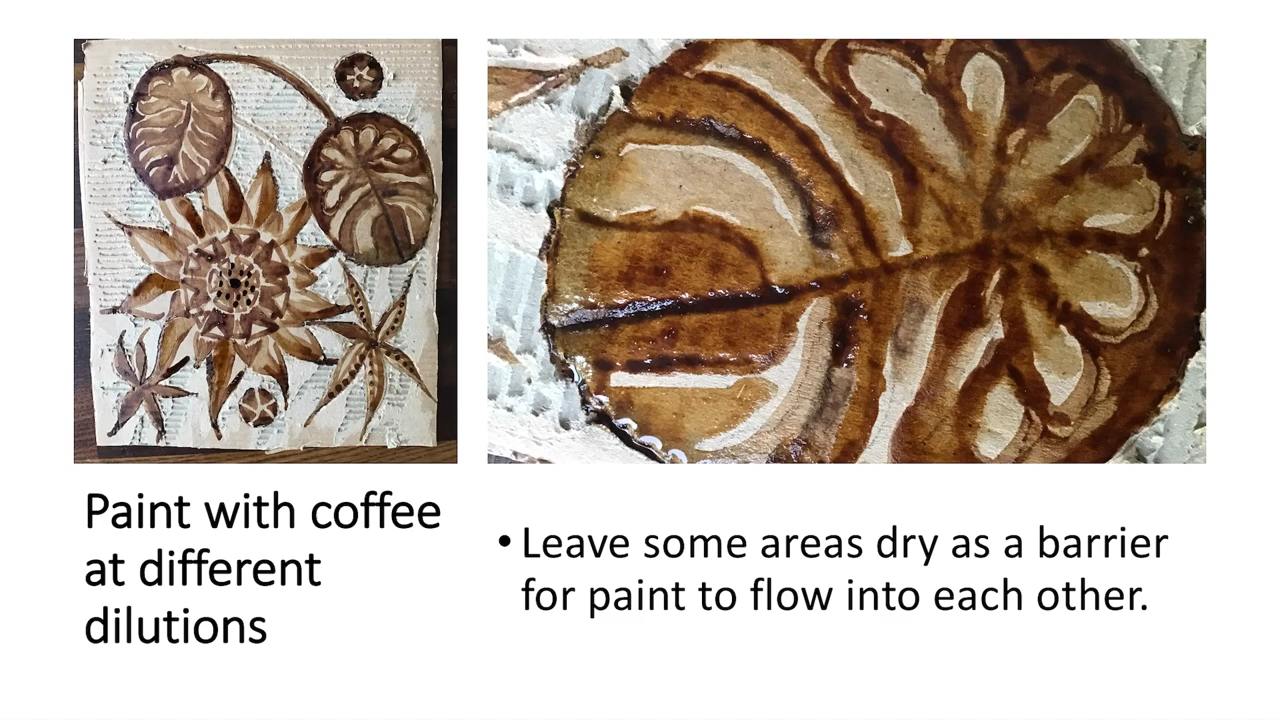 Paint with coffee
at different
dilutions
• Leave some areas dry as a barrier
for paint to flow into each other.